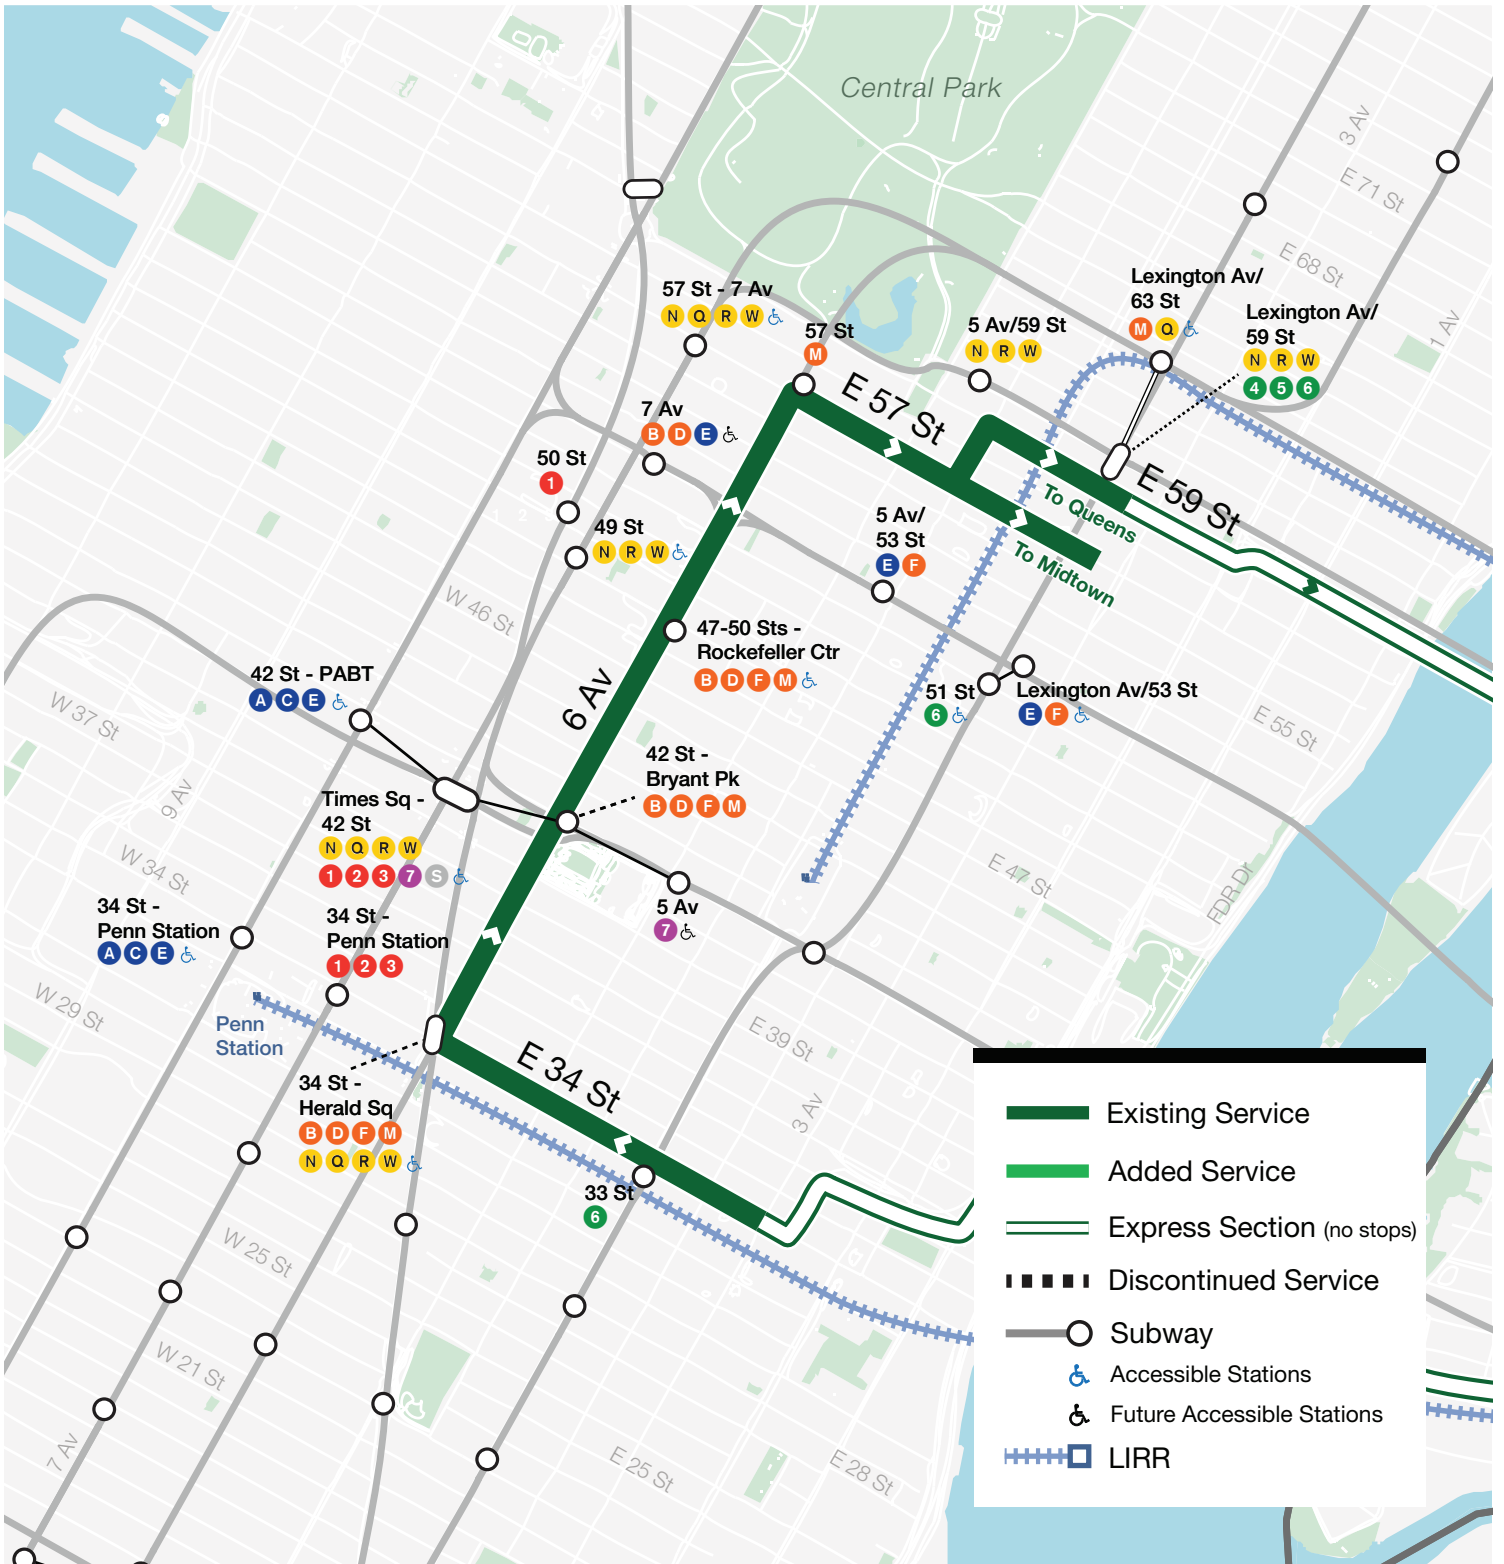 Central Park
3 Av
E 71 St
E 68 St
1 Av
Lexington Av/
63 St
M Q
Lexington Av/
59 St
N R W
4 5 6
57 St - 7 Av
N Q R W
57 St
M
5 Av/59 St
N R W
E 57 St
7 Av
B D E
50 St
1
49 St
N R W
E 59 St
To Queens
To Midtown
5 Av/
53 St
E F
W 46 St
47-50 Sts -
Rockefeller Ctr
B D F M
42 St - PABT
A C E
51 St
6
Lexington Av/53 St
E F
E 55 St
W 37 St
6 Av
42 St -
Bryant Pk
B D F M
9 Av
Times Sq -
42 St
N Q R W
1 2 3 7 S
W 34 St
E 47 St
FDR Dr
34 St -
Penn Station
A C E
34 St -
Penn Station
1 2 3
5 Av
7
W 29 St
Penn
Station
E 39 St
E 34 St
3 Av
34 St -
Herald Sq
B D F M
N Q R W
33 St
6
W 25 St
W 21 St
7 Av
E 25 St
E 28 St
Existing Service
Added Service
Express Section (no stops)
Discontinued Service
Subway
Accessible Stations
Future Accessible Stations
LIRR